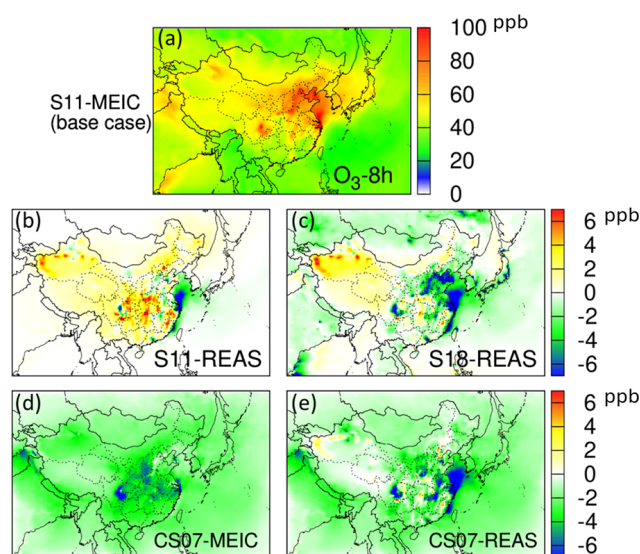 (a)
100 ppb
80
60
40
20
0
S11-MEIC
(base case)
O₃-8h
(b)
S11-REAS
(c)
S18-REAS
ppb
6
4
2
0
-2
-4
-6
(d)
CS07-MEIC
(e)
CS07-REAS
ppb
6
4
2
0
-2
-4
-6